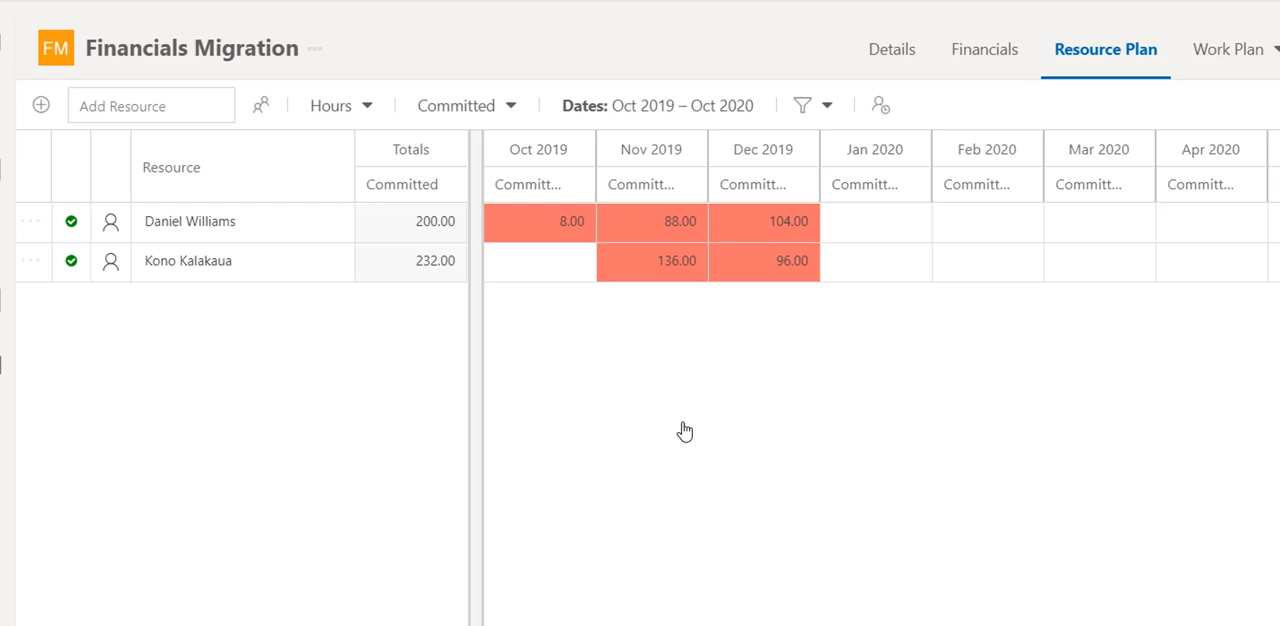 FM Financials Migration ···
Details Financials Resource Plan Work Plan
Add Resource Hours Committed Dates: Oct 2019 – Oct 2020
Resource Totals Oct 2019 Nov 2019 Dec 2019 Jan 2020 Feb 2020 Mar 2020 Apr 2020
Committed Committ... Committ... Committ... Committ... Committ... Committ... Committ...
Daniel Williams 200.00 8.00 88.00 104.00
Kono Kalakaua 232.00 136.00 96.00